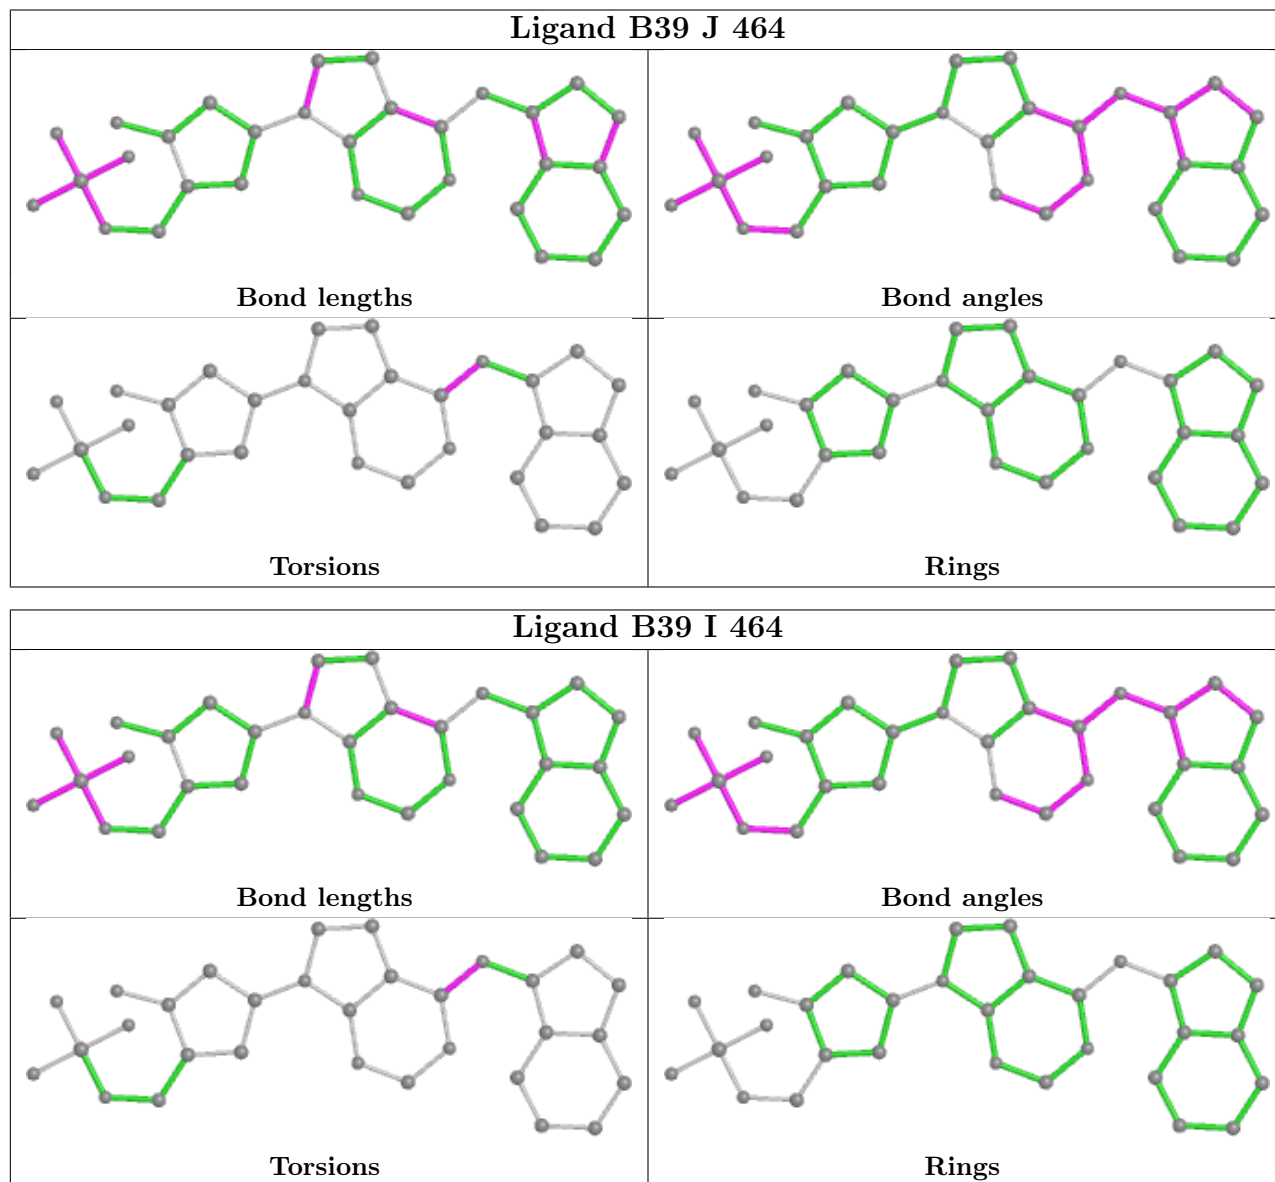 Ligand B39 J 464
Bond lengths
Bond angles
Torsions
Rings
Ligand B39 I 464
Bond lengths
Bond angles
Torsions
Rings